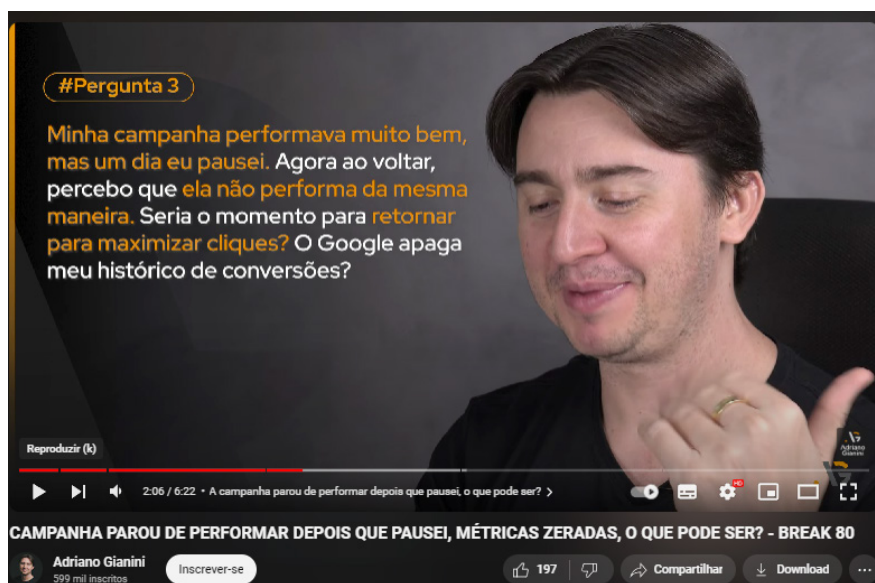 #Pergunta 3
Minha campanha performava muito bem,
mas um dia eu pausei. Agora ao voltar,
percebo que ela não performa da mesma
maneira. Seria o momento para retornar
para maximizar cliques? O Google apaga
meu histórico de conversões?
Reproduzir (k)
Adriano
Gianini
2:06 / 6:22 • A campanha parou de performar depois que pausei, o que pode ser?
HD
CAMPANHA PAROU DE PERFORMAR DEPOIS QUE PAUSEI, MÉTRICAS ZERADAS, O QUE PODE SER? - BREAK 80
Adriano Gianini
599 mil inscritos
Inscrever-se
197
Compartilhar
Download